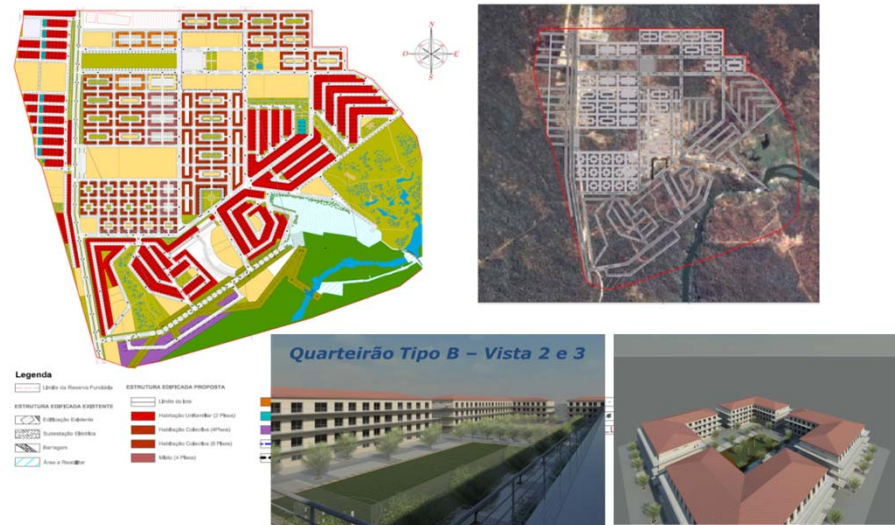 N
O
E
S
Quarteirão Tipo B – Vista 2 e 3
Legenda
Limite da Reserva Fundiária
ESTRUTURA EDIFICADA EXISTENTE
Edificação Existente
Subestação Eléctrica
Barragem
Área a Reabilitar
ESTRUTURA EDIFICADA PROPOSTA
Limite do lote
Habitação Unifamiliar (2 Pisos)
Habitação Colectiva (4Pisos)
Habitação Colectiva (6 Pisos)
Misto (4 Pisos)